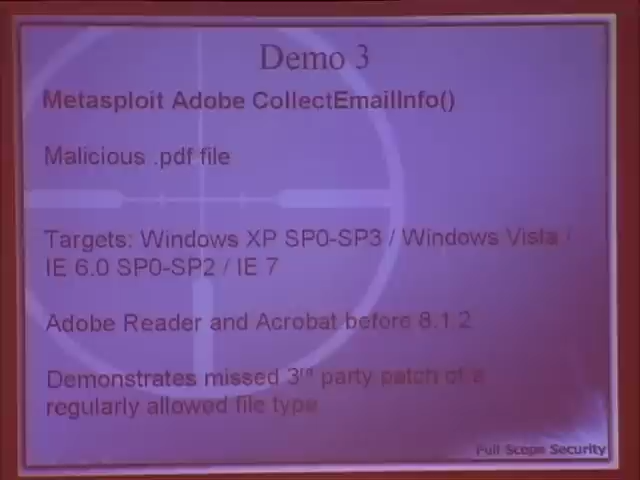 Demo 3
Metasploit Adobe CollectEmailInfo()
Malicious .pdf file
Targets: Windows XP SP0-SP3 / Windows Vista /
IE 6.0 SP0-SP2 / IE 7
Adobe Reader and Acrobat before 8.1.2
Demonstrates missed 3rd party patch of a
regularly allowed file type
Full Scope Security